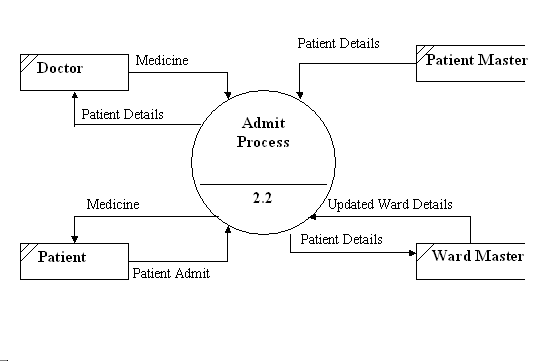 Patient Details
Medicine
Doctor
Patient Master
Patient Details
Admit
Process
2.2
Medicine
Updated Ward Details
Patient Details
Patient
Ward Master
Patient Admit